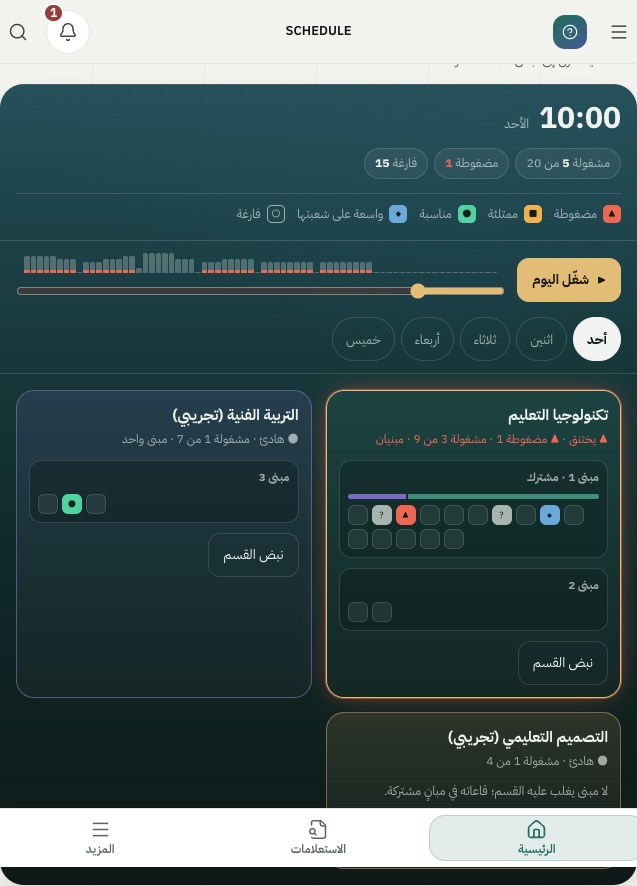 1
SCHEDULE
10:00 الأحد
مشغولة 5 من 20
مضغوطة 1
فارغة 15
مضغوطة
ممتلئة
مناسبة
واسعة على شعبتها
فارغة
شغّل اليوم
أحد
اثنين
ثلاثاء
أربعاء
خميس
تكنولوجيا التعليم
يختنق · مضغوطة 1 · مشغولة 3 من 9 · مبنيان
مبنى 1 · مشترك
?
?
مبنى 2
نبض القسم
التربية الفنية (تجريبي)
هادئ · مشغولة 1 من 7 · مبنى واحد
مبنى 3
نبض القسم
التصميم التعليمي (تجريبي)
هادئ · مشغولة 1 من 4
لا مبنى يغلب عليه القسم؛ قاعاته في مبانٍ مشتركة.
الرئيسية
الاستعلامات
المزيد